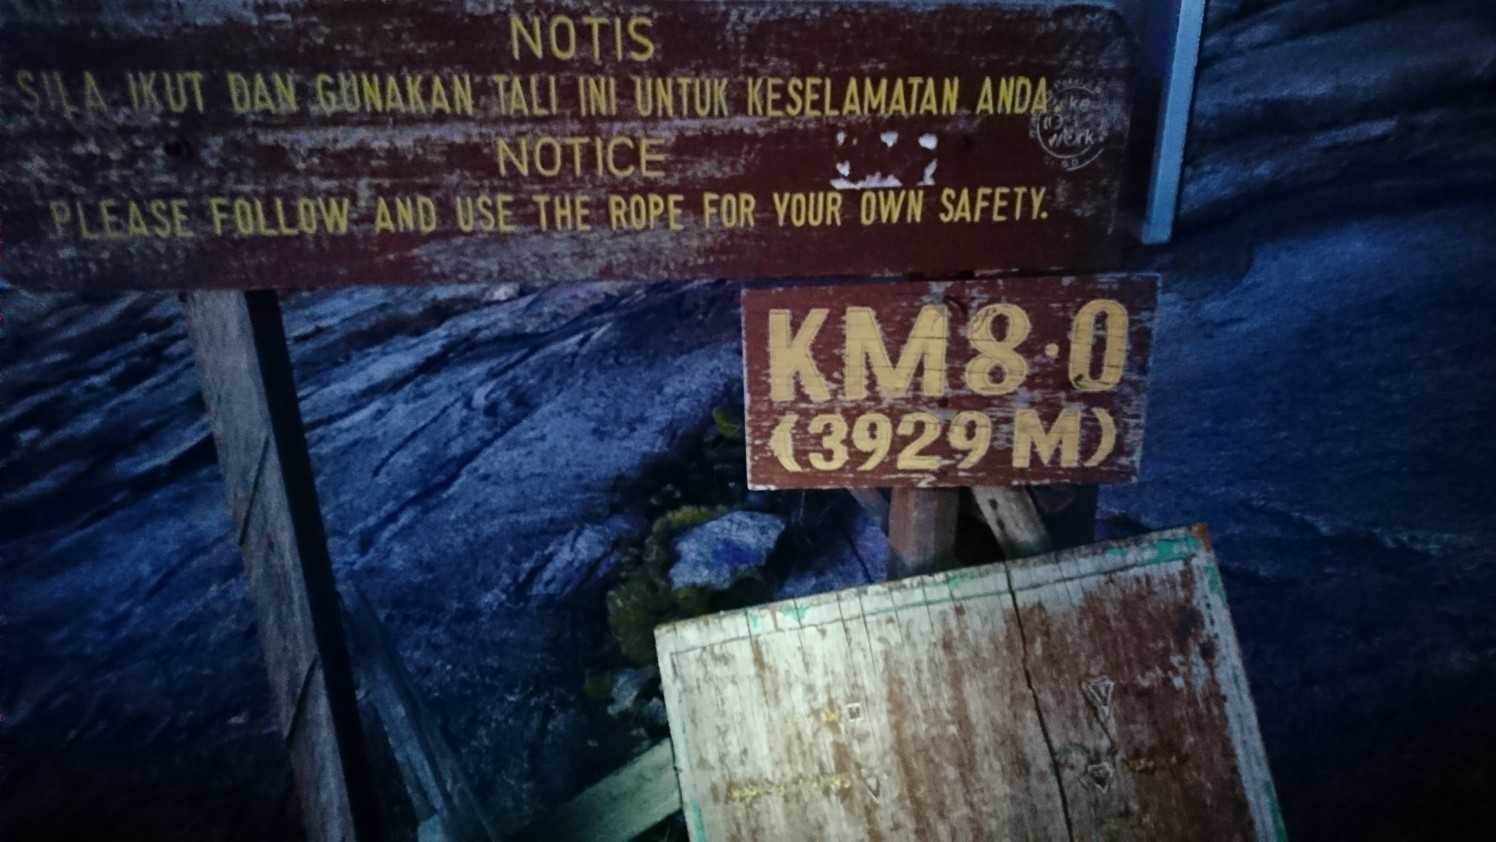 NOTIS
SILA IKUT DAN GUNAKAN TALI INI UNTUK KESELAMATAN ANDA
NOTICE
PLEASE FOLLOW AND USE THE ROPE FOR YOUR OWN SAFETY.
KM8.0
(3929 M)